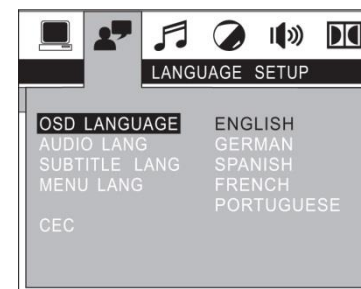 LANGUAGE SETUP
OSD LANGUAGE
AUDIO LANG
SUBTITLE LANG
MENU LANG
CEC
ENGLISH
GERMAN
SPANISH
FRENCH
PORTUGUESE